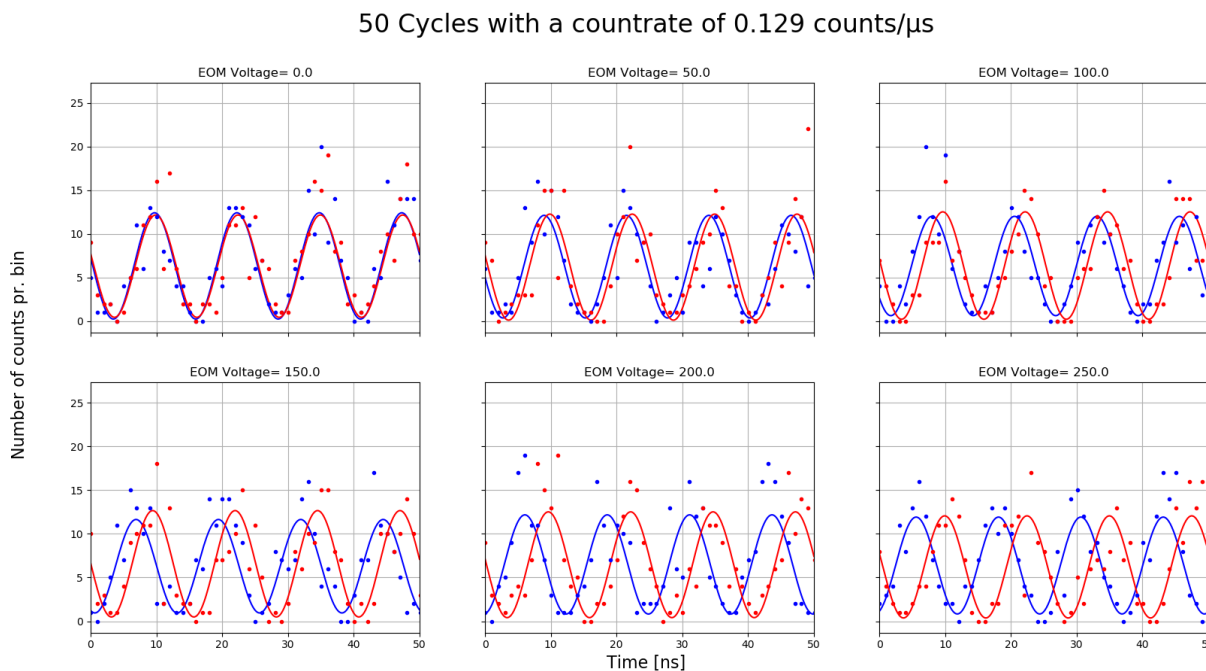 50 Cycles with a countrate of 0.129 counts/µs
EOM Voltage= 0.0
EOM Voltage= 50.0
EOM Voltage= 100.0
25
20
15
10
5
0
Number of counts pr. bin
EOM Voltage= 150.0
EOM Voltage= 200.0
EOM Voltage= 250.0
25
20
15
10
5
0
0 10 20 30 40 50
0 10 20 30 40 50
0 10 20 30 40 50
Time [ns]